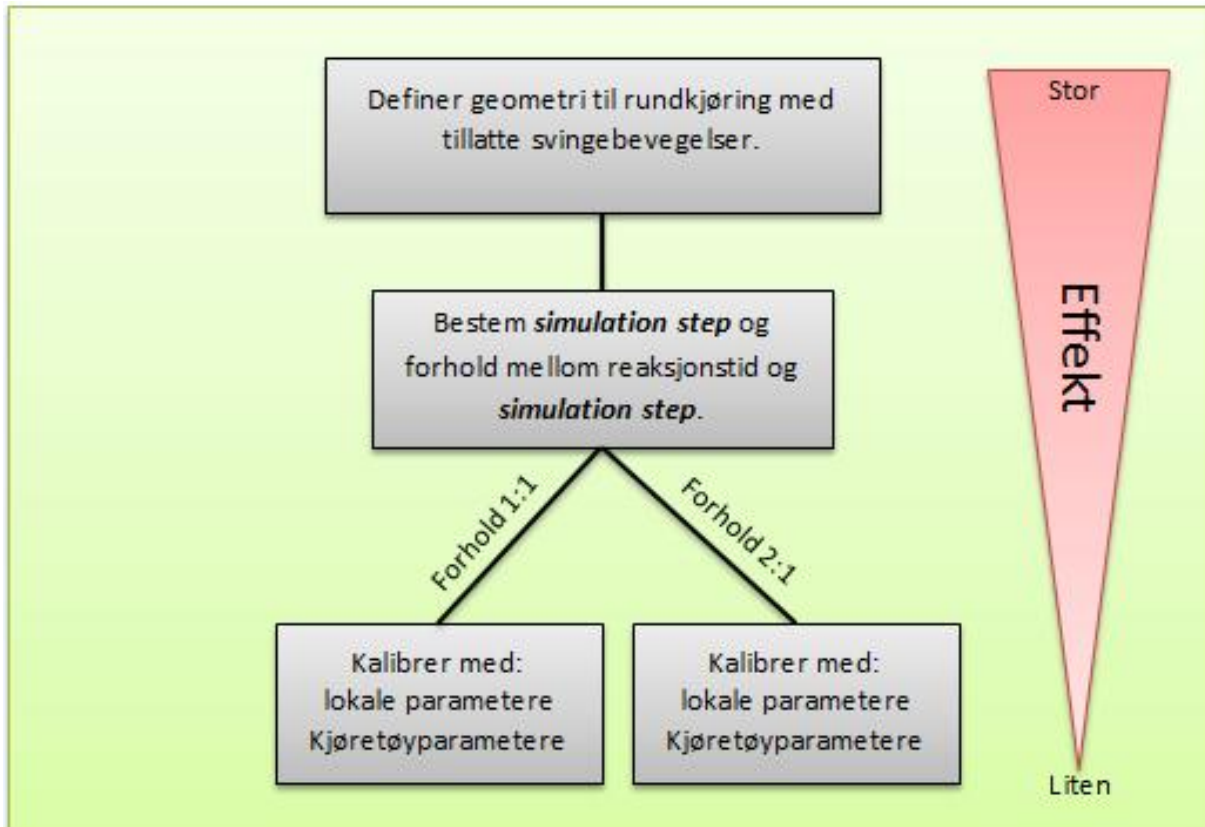 Definer geometri til rundkjøring med
tillatte svingebevegelser.
Bestem simulation step og
forhold mellom reaksjonstid og
simulation step.
Forhold 1:1
Forhold 2:1
Kalibrer med:
lokale parametere
Kjøretøyparametere
Kalibrer med:
lokale parametere
Kjøretøyparametere
Stor
Effekt
Liten